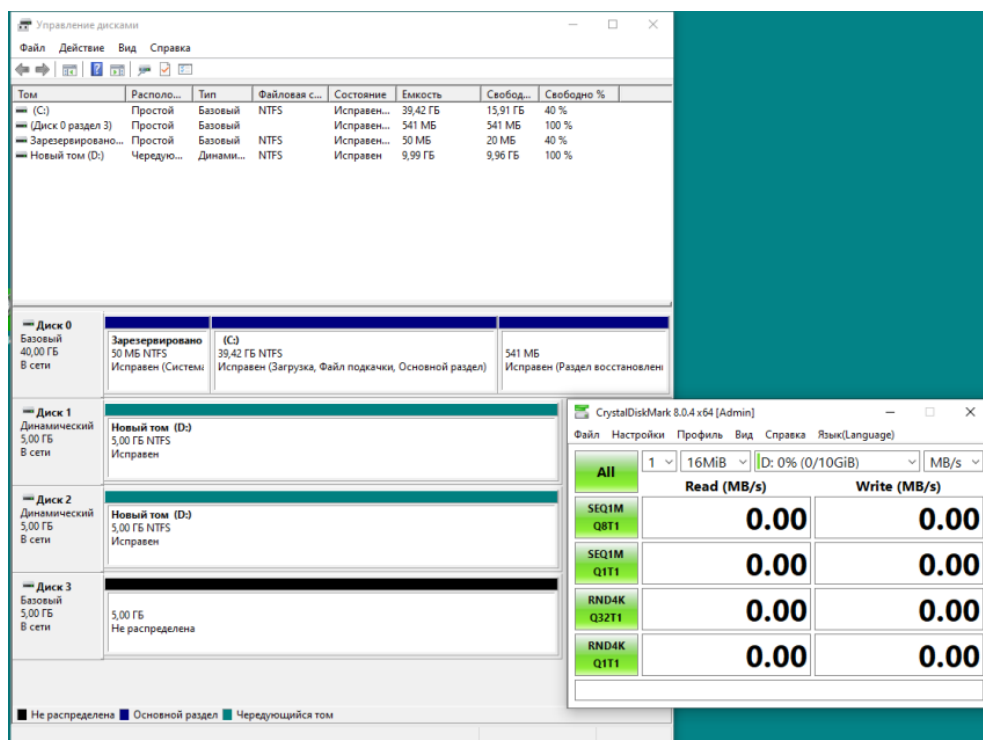 Управление дисками
Файл Действие Вид Справка
Том Располо... Тип Файловая с... Состояние Емкость Свобод... Свободно %
(C:) Простой Базовый NTFS Исправен... 39,42 ГБ 15,91 ГБ 40 %
(Диск 0 раздел 3) Простой Базовый Исправен... 541 МБ 541 МБ 100 %
Зарезервировано... Простой Базовый NTFS Исправен... 50 МБ 20 МБ 40 %
Новый том (D:) Чередую... Динами... NTFS Исправен 9,99 ГБ 9,96 ГБ 100 %
Диск 0
Базовый
40,00 ГБ
В сети
Зарезервировано
50 МБ NTFS
Исправен (Система
(C:)
39,42 ГБ NTFS
Исправен (Загрузка, Файл подкачки, Основной раздел)
541 МБ
Исправен (Раздел восстановлени
Диск 1
Динамический
5,00 ГБ
В сети
Новый том (D:)
5,00 ГБ NTFS
Исправен
Диск 2
Динамический
5,00 ГБ
В сети
Новый том (D:)
5,00 ГБ NTFS
Исправен
Диск 3
Базовый
5,00 ГБ
В сети
5,00 ГБ
Не распределена
Не распределена Основной раздел Чередующийся том
CrystalDiskMark 8.0.4 x64 [Admin]
Файл Настройки Профиль Вид Справка Язык(Language)
All 1 16MiB D: 0% (0/10GiB) MB/s
Read (MB/s) Write (MB/s)
SEQ1M
Q8T1
0.00 0.00
SEQ1M
Q1T1
0.00 0.00
RND4K
Q32T1
0.00 0.00
RND4K
Q1T1
0.00 0.00